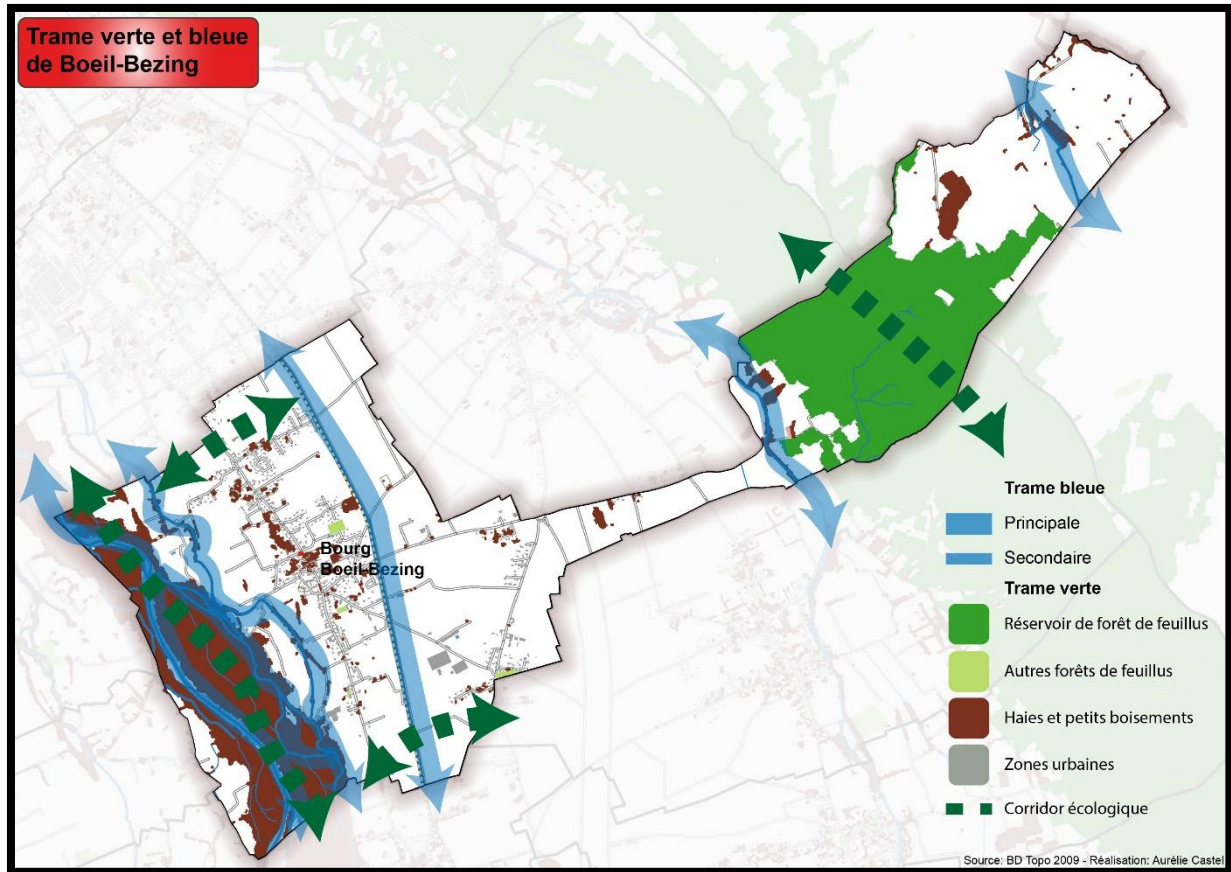 Trame verte et bleue
de Boeil-Bezing
Bourg
Boeil-Bezing
Trame bleue
Principale
Secondaire
Trame verte
Réservoir de forêt de feuillus
Autres forêts de feuillus
Haies et petits boisements
Zones urbaines
Corridor écologique
Source: BD Topo 2009 - Réalisation: Aurélie Castel